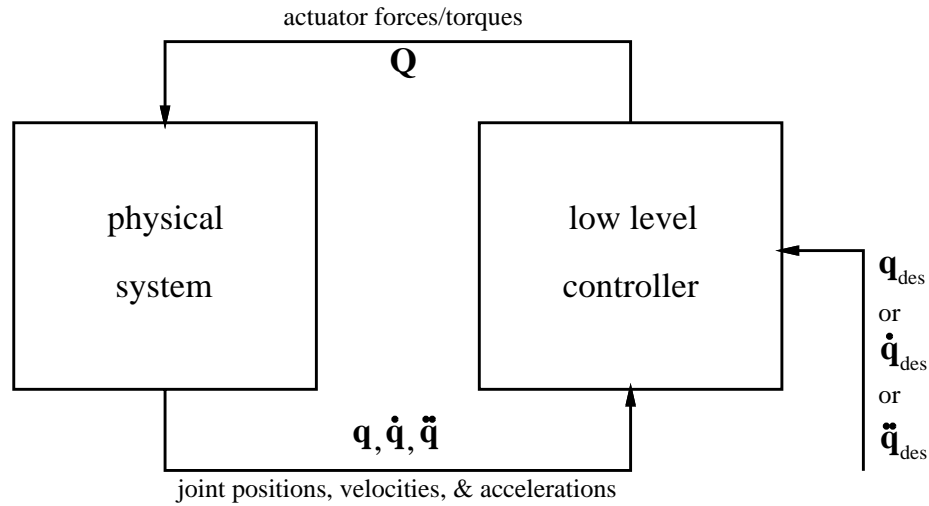 actuator forces/torques
Q
physical
system
low level
controller
q_des
or
q̇_des
or
q̈_des
q, q̇, q̈
joint positions, velocities, & accelerations